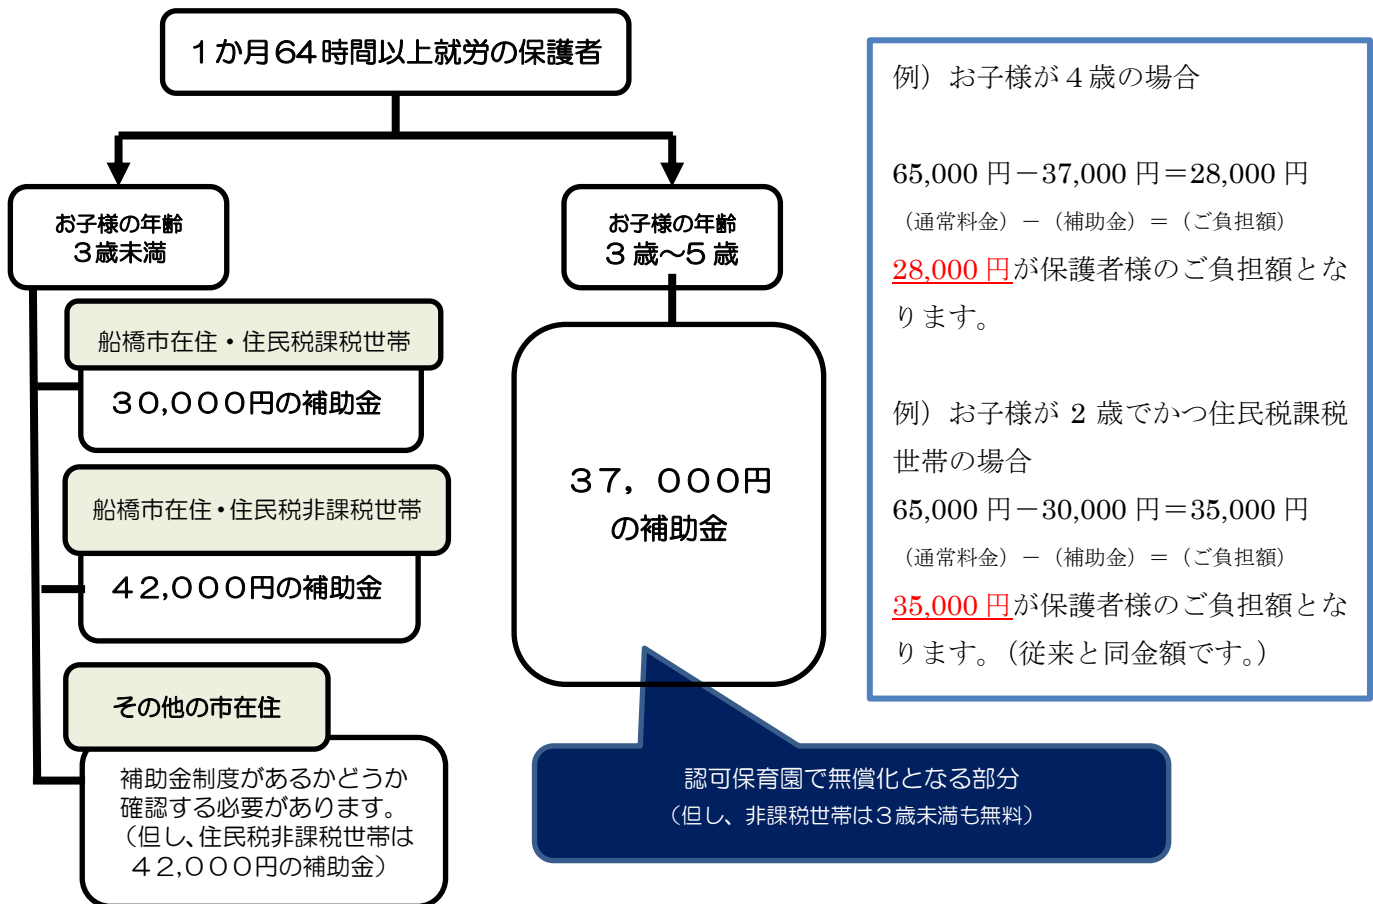 １か月64時間以上就労の保護者
お子様の年齢
３歳未満
船橋市在住・住民税課税世帯
３０,０００円の補助金
船橋市在住・住民税非課税世帯
４２,０００円の補助金
その他の市在住
補助金制度があるかどうか
確認する必要があります。
（但し、住民税非課税世帯は
４２,０００円の補助金）
お子様の年齢
３歳～５歳
３７，０００円
の補助金
認可保育園で無償化となる部分
（但し、非課税世帯は３歳未満も無料）
例）お子様が４歳の場合
65,000 円－37,000 円＝28,000 円
（通常料金）－（補助金）＝（ご負担額）
28,000 円が保護者様のご負担額とな
ります。
例）お子様が 2 歳でかつ住民税課税
世帯の場合
65,000 円－30,000 円＝35,000 円
（通常料金）－（補助金）＝（ご負担額）
35,000 円が保護者様のご負担額とな
ります。（従来と同金額です。）